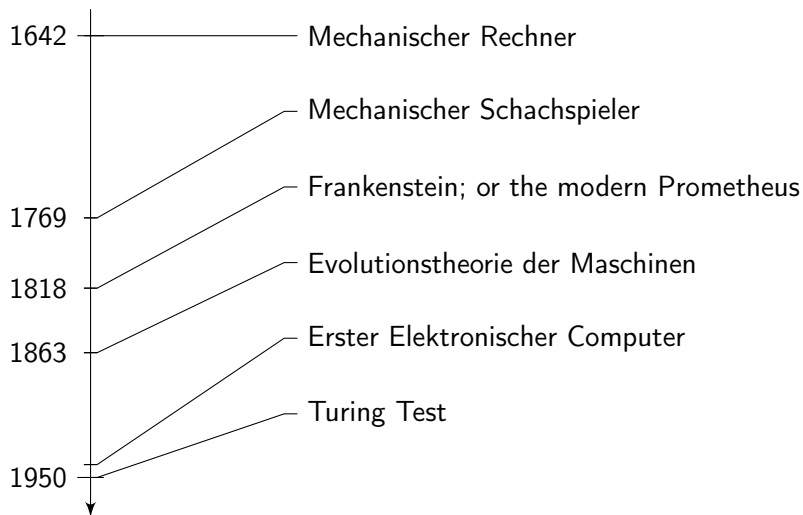 1642 Mechanischer Rechner
Mechanischer Schachspieler
Frankenstein; or the modern Prometheus
1769
Evolutionstheorie der Maschinen
1818
Erster Elektronischer Computer
1863
Turing Test
1950